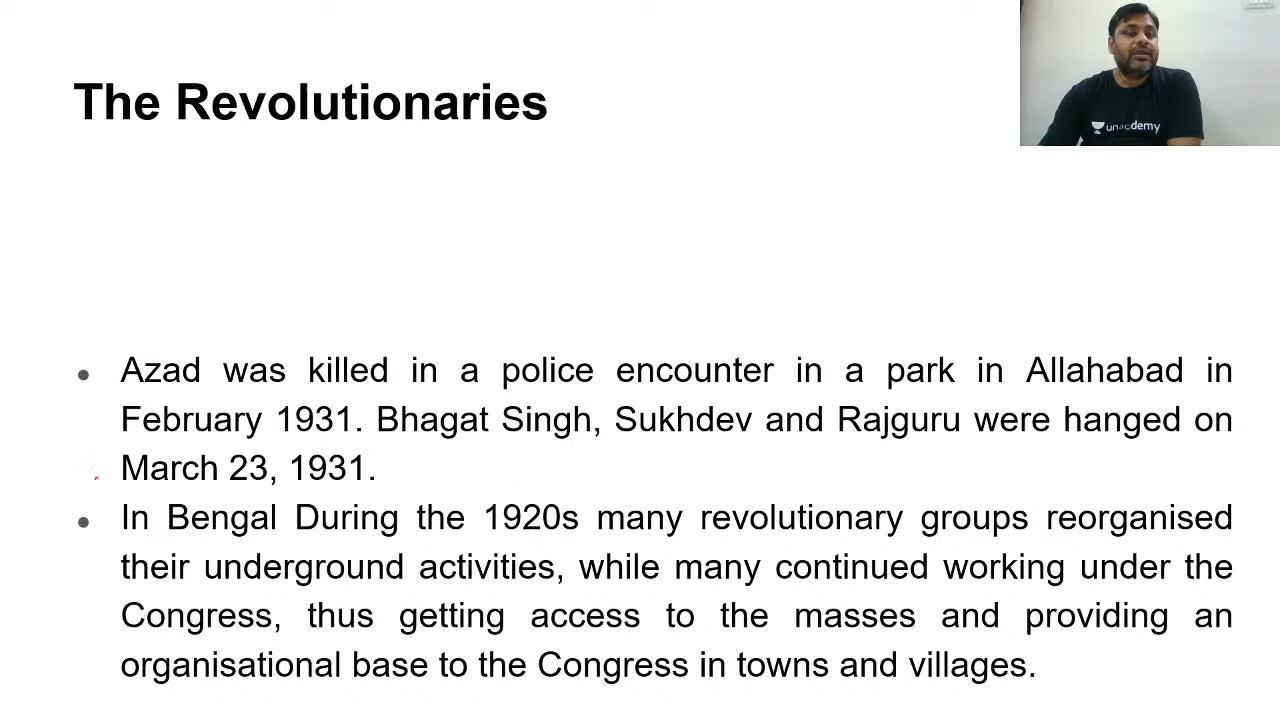 The Revolutionaries
unacdemy
Azad was killed in a police encounter in a park in Allahabad in
February 1931. Bhagat Singh, Sukhdev and Rajguru were hanged on
March 23, 1931.
In Bengal During the 1920s many revolutionary groups reorganised
their underground activities, while many continued working under the
Congress, thus getting access to the masses and providing an
organisational base to the Congress in towns and villages.